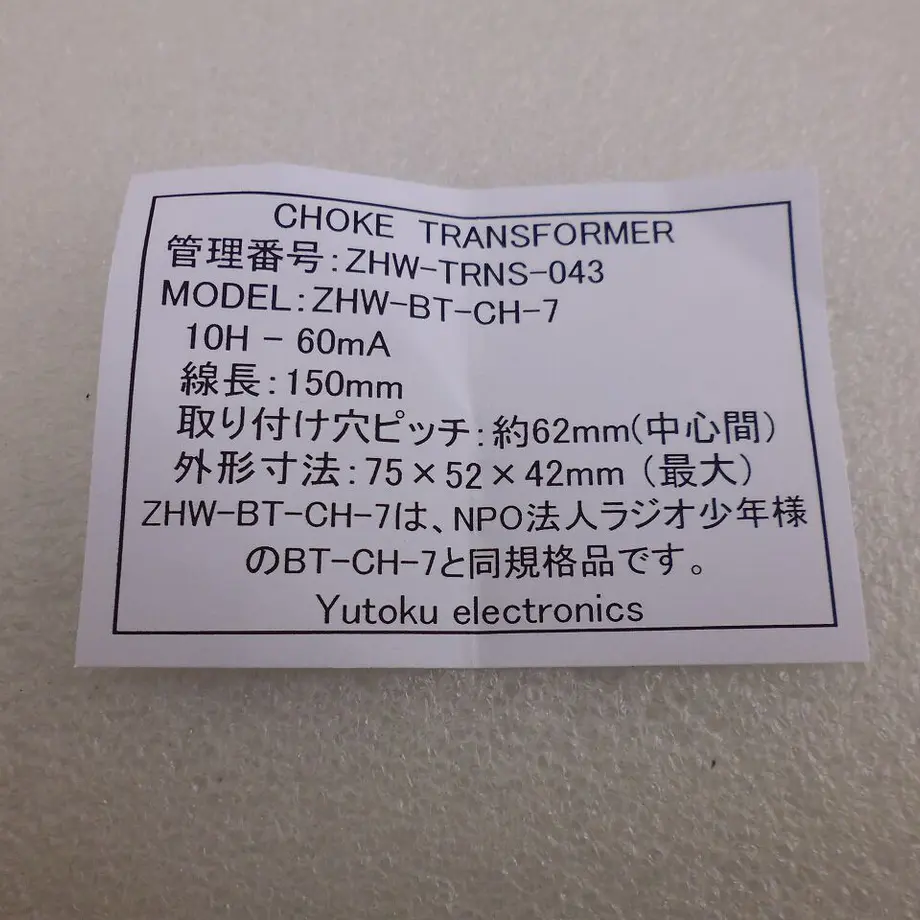 CHOKE TRANSFORMER
管理番号:ZHW-TRNS-043
MODEL:ZHW-BT-CH-7
10H - 60mA
線長:150mm
取り付け穴ピッチ:約62mm(中心間)
外形寸法:75×52×42mm (最大)
ZHW-BT-CH-7は、NPO法人ラジオ少年様
のBT-CH-7と同規格品です。
Yutoku electronics